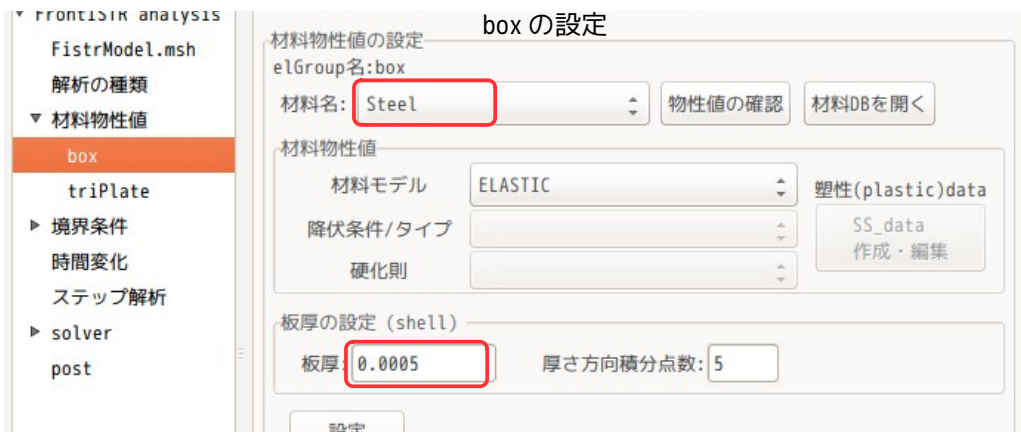 FrontISTR analysis
FistrModel.msh
解析の種類
材料物性値
box
triPlate
境界条件
時間変化
ステップ解析
solver
post
box の設定
材料物性値の設定
elGroup名:box
材料名: Steel 物性値の確認 材料DBを開く
材料物性値
材料モデル ELASTIC
塑性(plastic)data
降伏条件/タイプ
SS_data
作成・編集
硬化則
板厚の設定 (shell)
板厚: 0.0005 厚さ方向積分点数: 5
設定